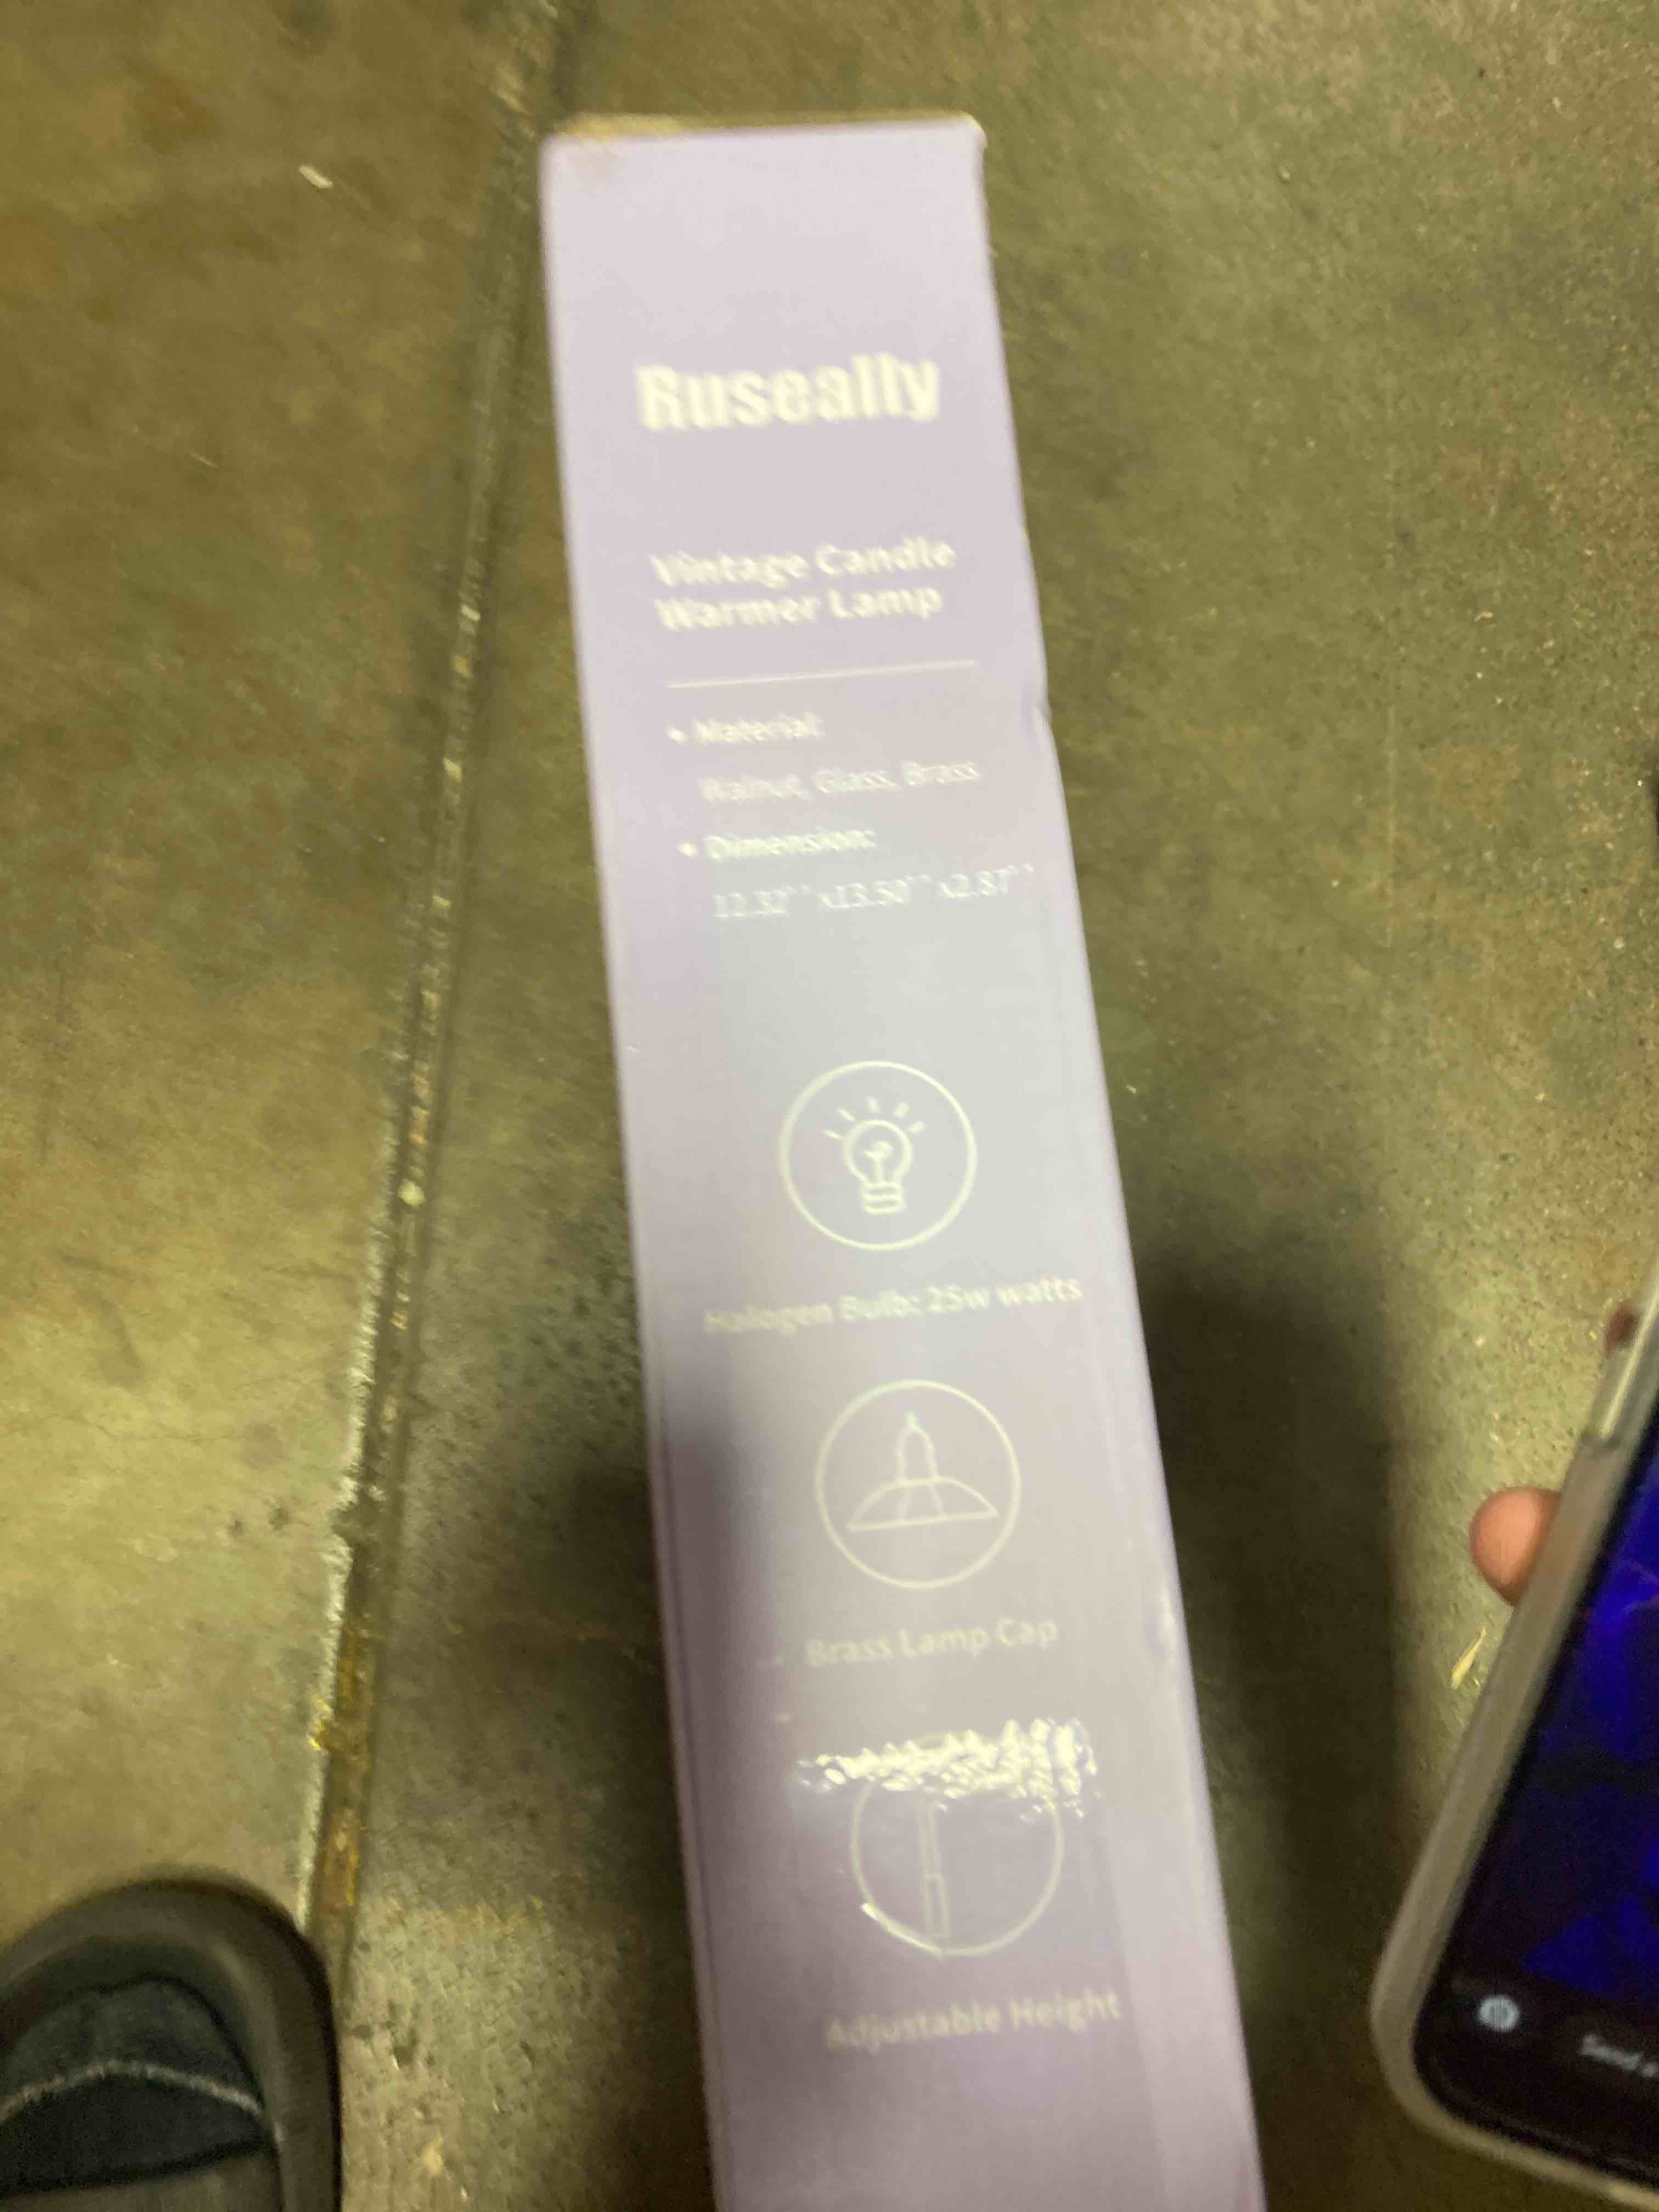 Ruseally
Vintage Candle
Warmer Lamp
• Material:
Walnut, Glass, Brass
• Dimension:
12.32'' x13.50'' x2.87''
Halogen Bulb: 25w watts
Brass Lamp Cap
Adjustable Height